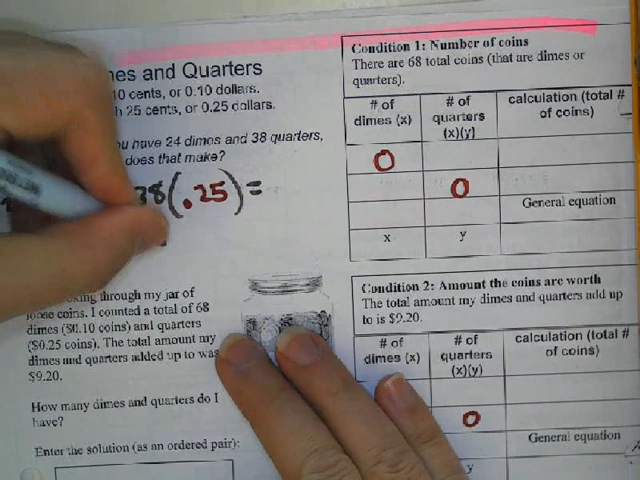 mes and Quarters
10 cents, or 0.10 dollars.
h 25 cents, or 0.25 dollars.
ou have 24 dimes and 38 quarters,
does that make?
38(.25)=
king through my jar of
loose coins. I counted a total of 68
dimes ($0.10 coins) and quarters
($0.25 coins). The total amount my
dimes and quarters added up to was
$9.20.
How many dimes and quarters do I
have?
Enter the solution (as an ordered pair):
Condition 1: Number of coins
There are 68 total coins (that are dimes or
quarters).
# of
dimes (x)
# of
quarters
(x)(y)
calculation (total #
of coins)
0
0
General equation
x
y
Condition 2: Amount the coins are worth
The total amount my dimes and quarters add up
to is $9.20.
# of
dimes (x)
# of
quarters
(x)(y)
calculation (total #
of coins)
0
General equation
y